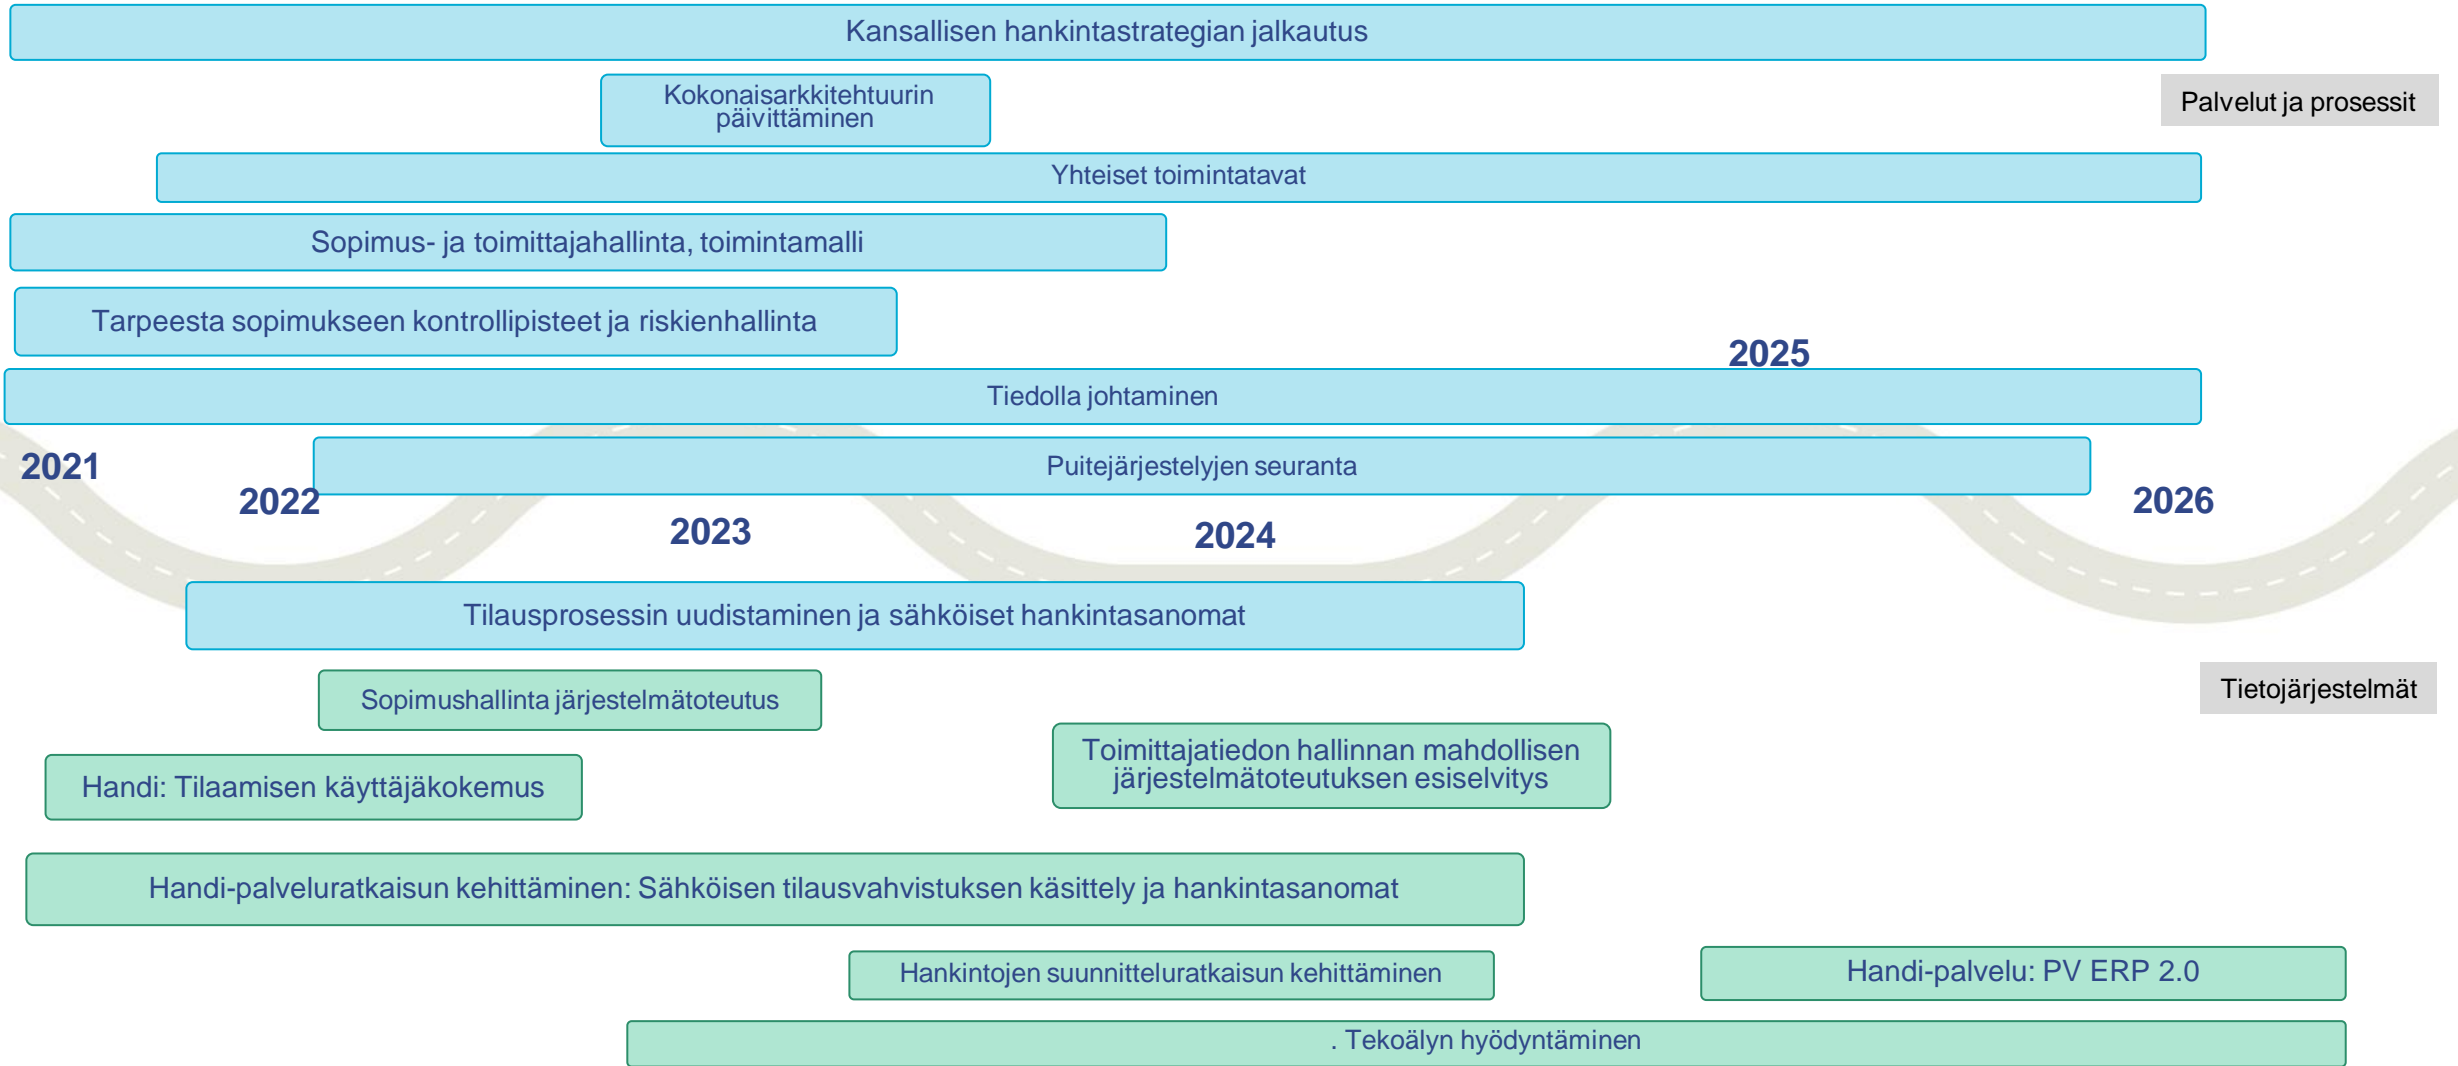 Kansallisen hankintastrategian jalkautus
Kokonaisarkkitehtuurin
päivittäminen
Palvelut ja prosessit
Yhteiset toimintatavat
Sopimus- ja toimittajahallinta, toimintamalli
Tarpeesta sopimukseen kontrollipisteet ja riskienhallinta
2025
Tiedolla johtaminen
2021
Puitejärjestelyjen seuranta
2022
2026
2023
2024
Tilausprosessin uudistaminen ja sähköiset hankintasanomat
Sopimushallinta järjestelmätoteutus
Tietojärjestelmät
Toimittajatiedon hallinnan mahdollisen
järjestelmätoteutuksen esiselvitys
Handi: Tilaamisen käyttäjäkokemus
Handi-palveluratkaisun kehittäminen: Sähköisen tilausvahvistuksen käsittely ja hankintasanomat
Hankintojen suunnitteluratkaisun kehittäminen
Handi-palvelu: PV ERP 2.0
. Tekoälyn hyödyntäminen